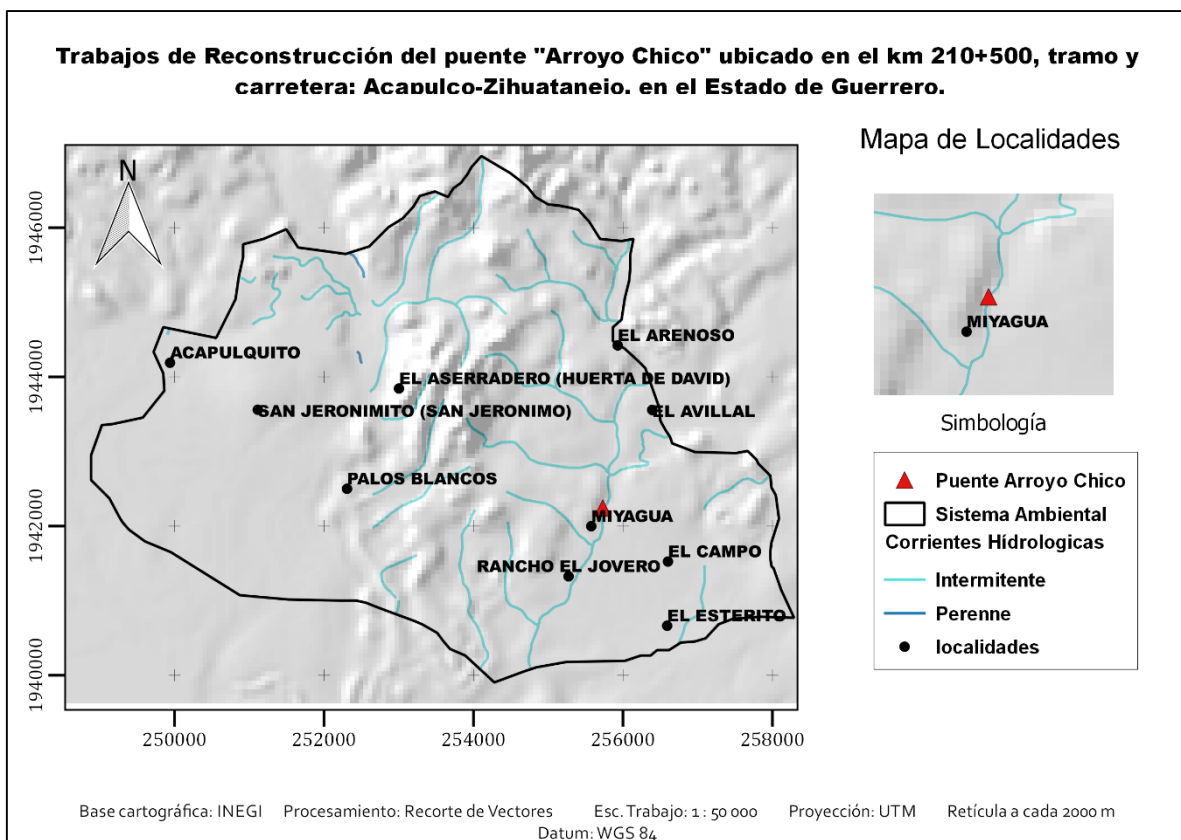 Trabajos de Reconstrucción del puente "Arroyo Chico" ubicado en el km 210+500, tramo y
carretera: Acapulco-Zihuatanejo, en el Estado de Guerrero.
Mapa de Localidades
N
1946000
1944000
1942000
1940000
ACAPULQUITO
EL ARENOSO
EL ASERRADERO (HUERTA DE DAVID)
SAN JERONIMITO (SAN JERONIMO)
EL AVILLAL
PALOS BLANCOS
MIYAGUA
EL CAMPO
RANCHO EL JOVERO
EL ESTERITO
250000
252000
254000
256000
258000
MIYAGUA
Simbología
Puente Arroyo Chico
Sistema Ambiental
Corrientes Hídrologicas
Intermitente
Perenne
localidades
Base cartográfica: INEGI Procesamiento: Recorte de Vectores Esc. Trabajo: 1 : 50 000 Proyección: UTM Retícula a cada 2000 m
Datum: WGS 84